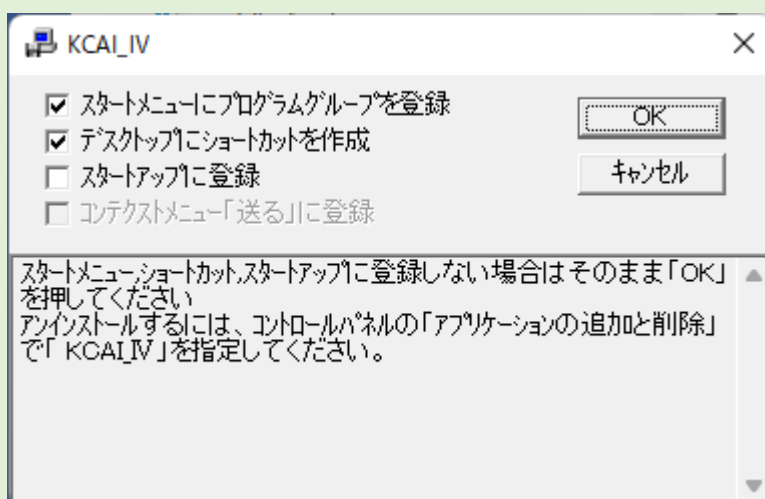 KCAI_IV
スタートメニューにプログラムグループを登録
OK
デスクトップにショートカットを作成
スタートアップに登録
キャンセル
コンテクストメニュー「送る」に登録
スタートメニュー,ショートカット,スタートアップに登録しない場合はそのまま「OK」
を押してください
アンインストールするには、コントロールパネルの「アプリケーションの追加と削除」
で「 KCAI_IV 」を指定してください。